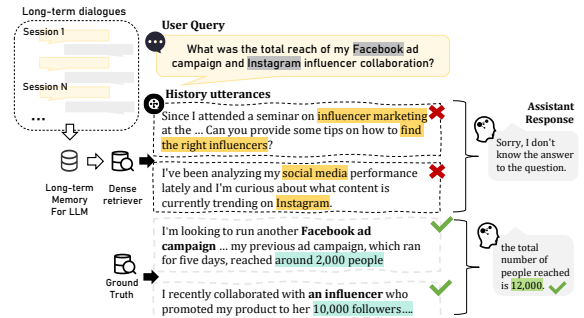 Long-term dialogues
Session 1
Session N
...
Long-term
Memory
For LLM
Dense
retriever
Ground
Truth
User Query
What was the total reach of my Facebook ad
campaign and Instagram influencer collaboration?
History utterances
Since I attended a seminar on influencer marketing
at the ... Can you provide some tips on how to find
the right influencers?
I've been analyzing my social media performance
lately and I'm curious about what content is
currently trending on Instagram.
I'm looking to run another Facebook ad
campaign ... my previous ad campaign, which ran
for five days, reached around 2,000 people
I recently collaborated with an influencer who
promoted my product to her 10,000 followers....
Assistant
Response
Sorry, I don't
know the answer
to the question.
the total
number of
people reached
is 12,000.